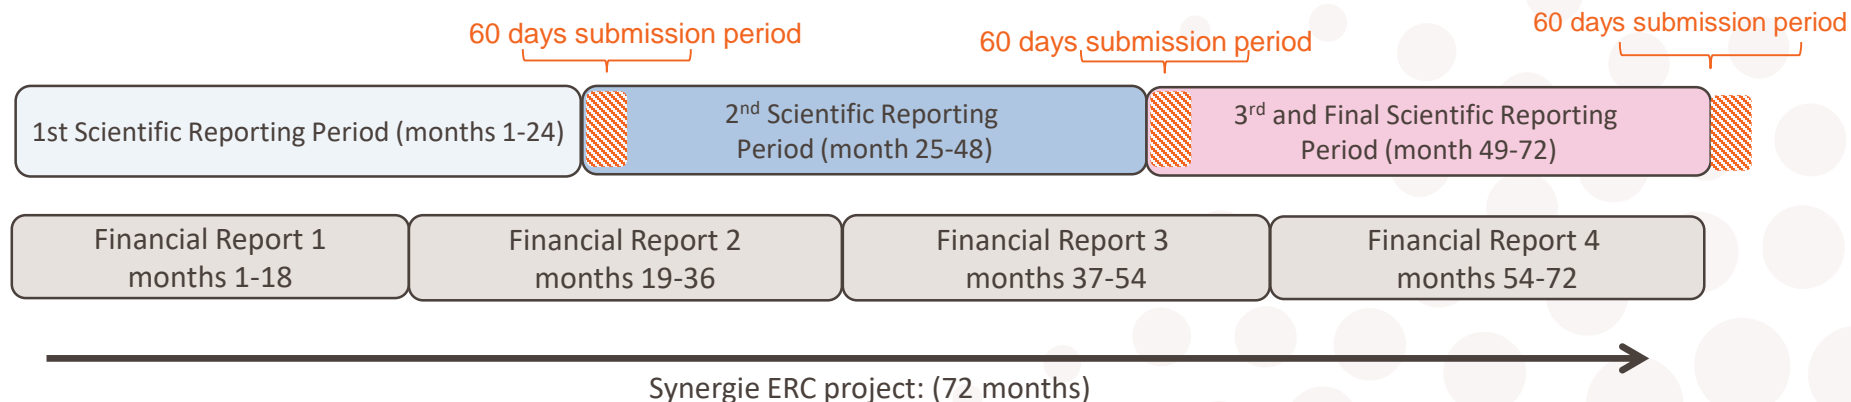 60 days submission period
60 days submission period
60 days submission period
1st Scientific Reporting Period (months 1-24)
2nd Scientific Reporting
Period (month 25-48)
3rd and Final Scientific Reporting
Period (month 49-72)
Financial Report 1
months 1-18
Financial Report 2
months 19-36
Financial Report 3
months 37-54
Financial Report 4
months 54-72
Synergie ERC project: (72 months)